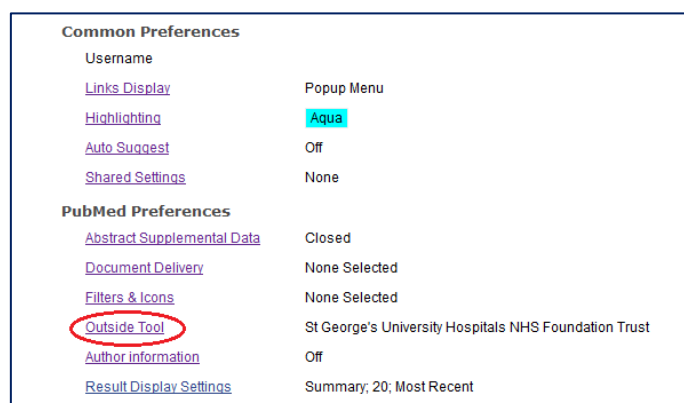 Common Preferences
Username
Links Display Popup Menu
Highlighting Aqua
Auto Suggest Off
Shared Settings None
PubMed Preferences
Abstract Supplemental Data Closed
Document Delivery None Selected
Filters & Icons None Selected
Outside Tool St George's University Hospitals NHS Foundation Trust
Author information Off
Result Display Settings Summary; 20; Most Recent